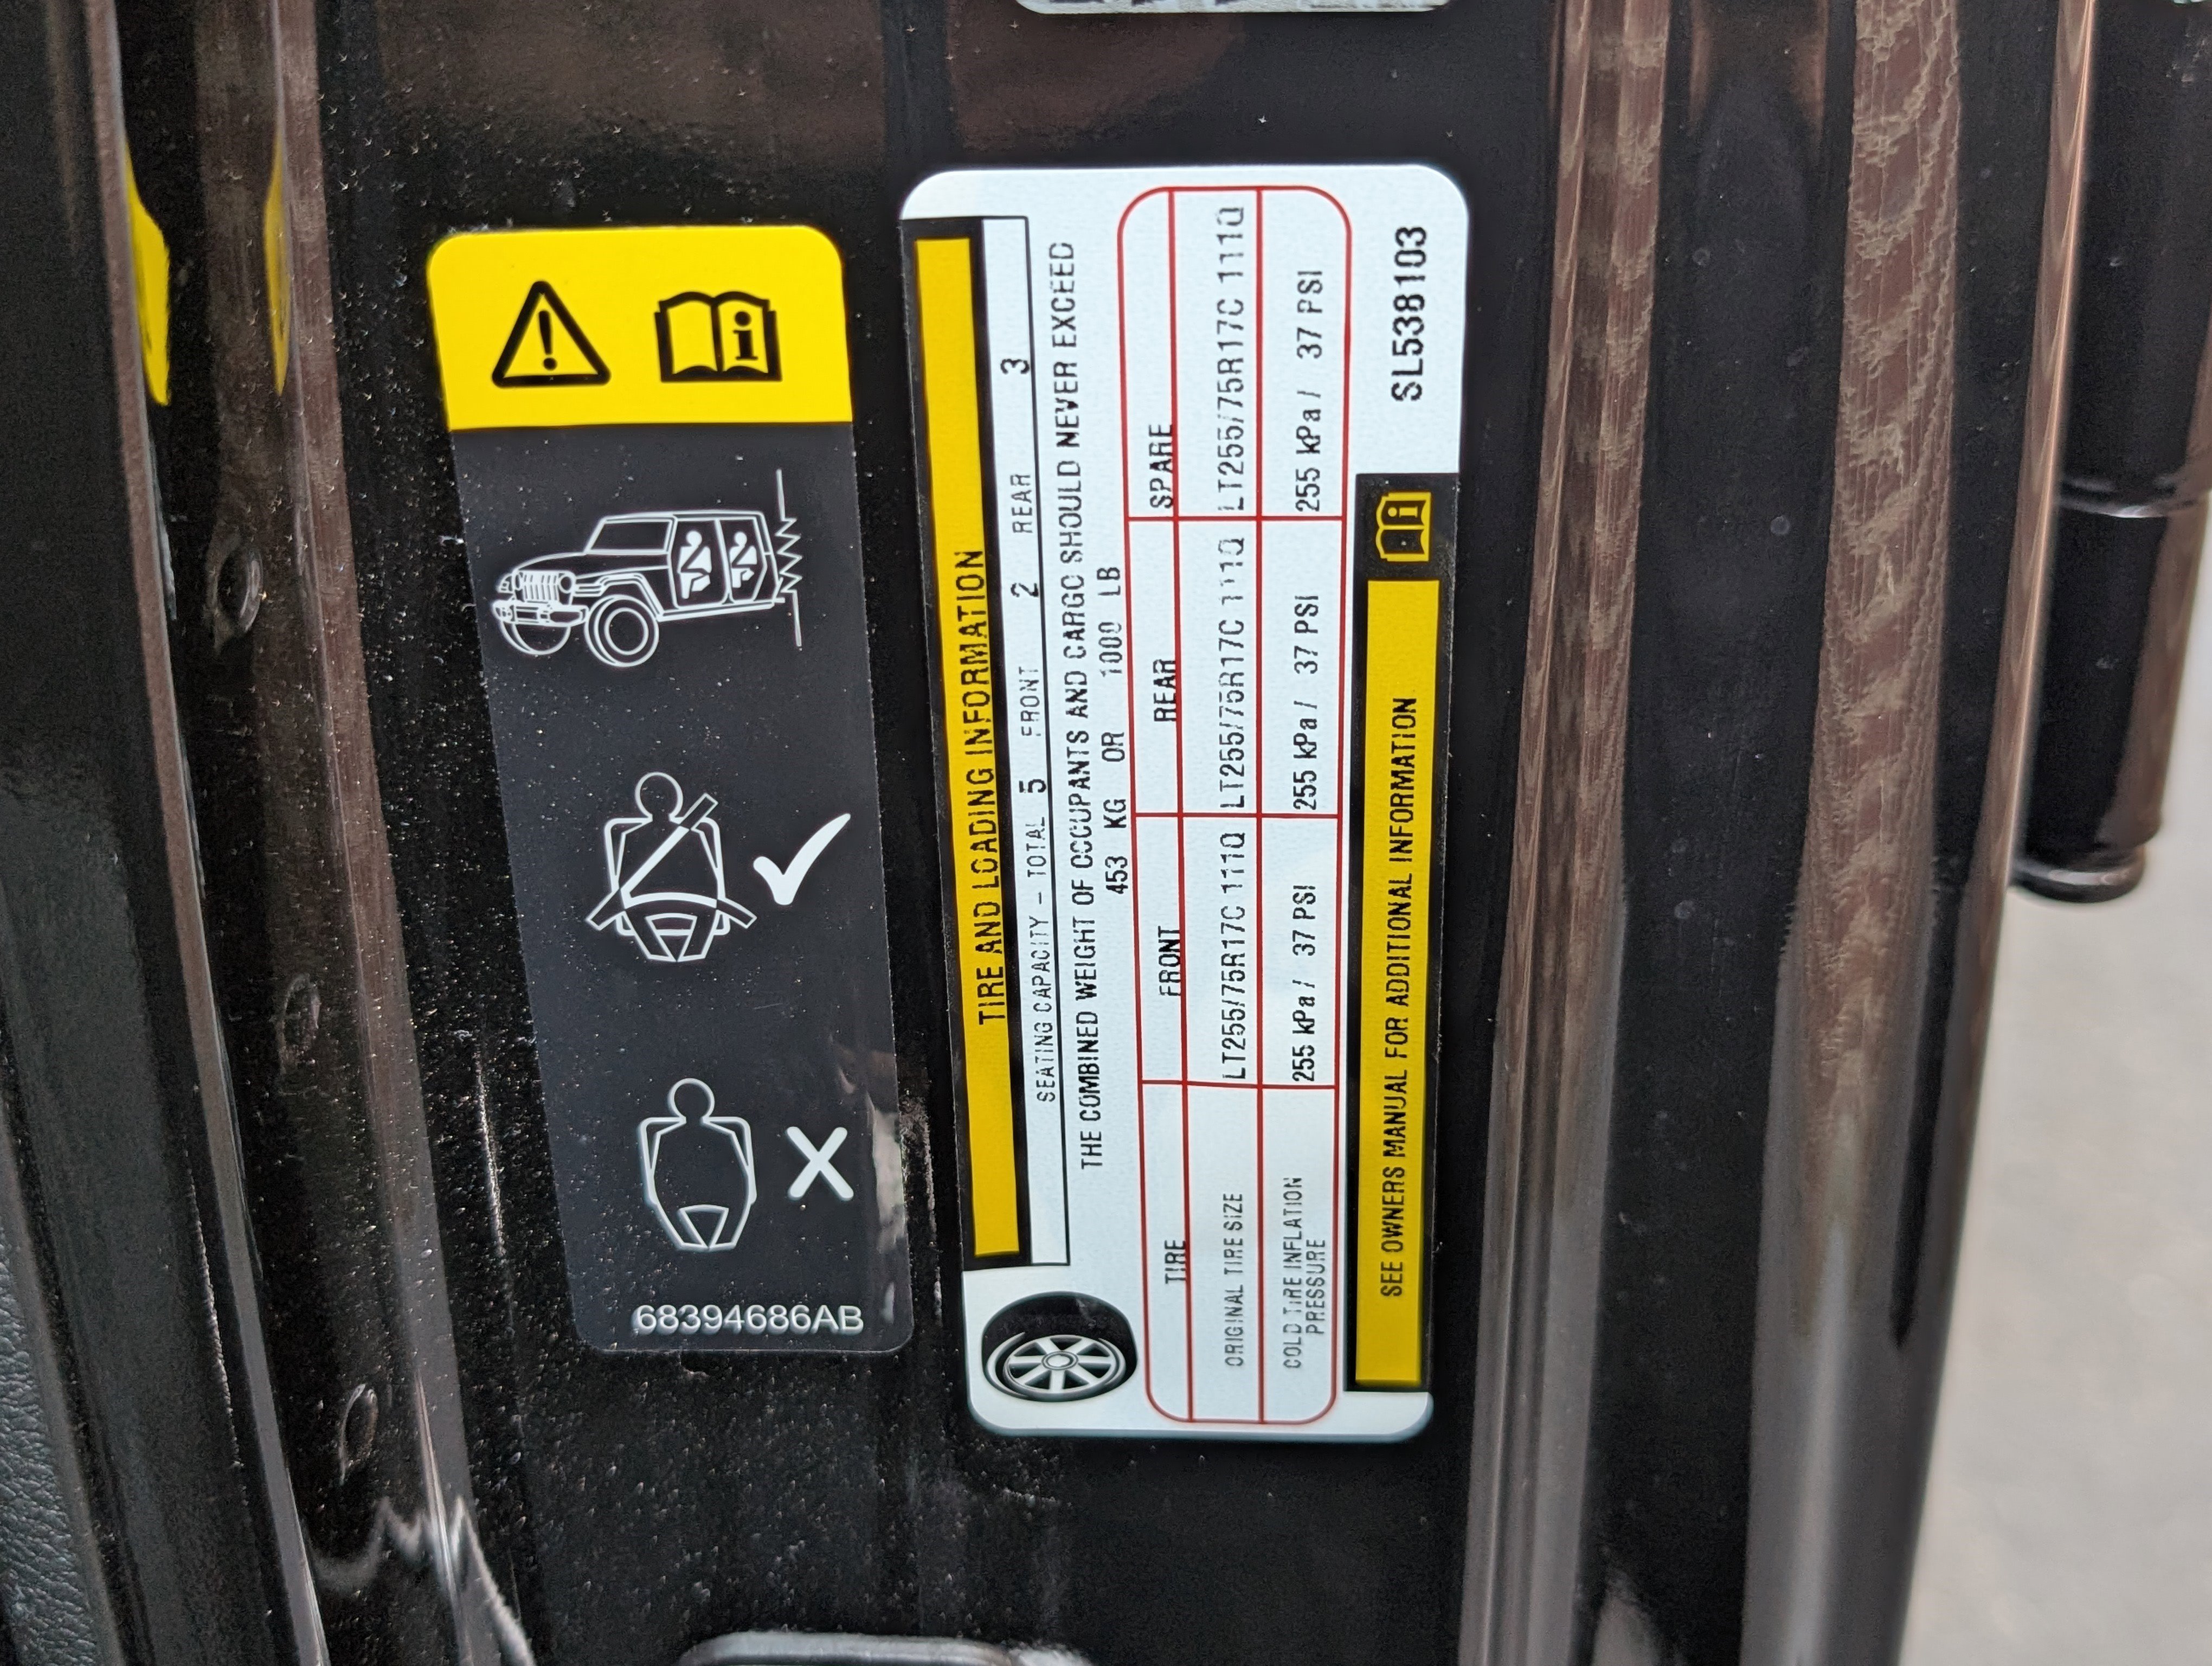 68394686AB
TIRE AND LOADING INFORMATION
SEATING CAPACITY - TOTAL 5 FRONT 2 REAR 3
THE COMBINED WEIGHT OF OCCUPANTS AND CARGO SHOULD NEVER EXCEED
453 KG OR 1000 LB
TIRE FRONT REAR SPARE
ORIGINAL TIRE SIZE LT255/75R17C 111Q LT255/75R17C 111Q LT255/75R17C 111Q
COLD TIRE INFLATION
PRESSURE 255 kPa / 37 PSI 255 kPa / 37 PSI 255 kPa / 37 PSI
SEE OWNERS MANUAL FOR ADDITIONAL INFORMATION
SL538103